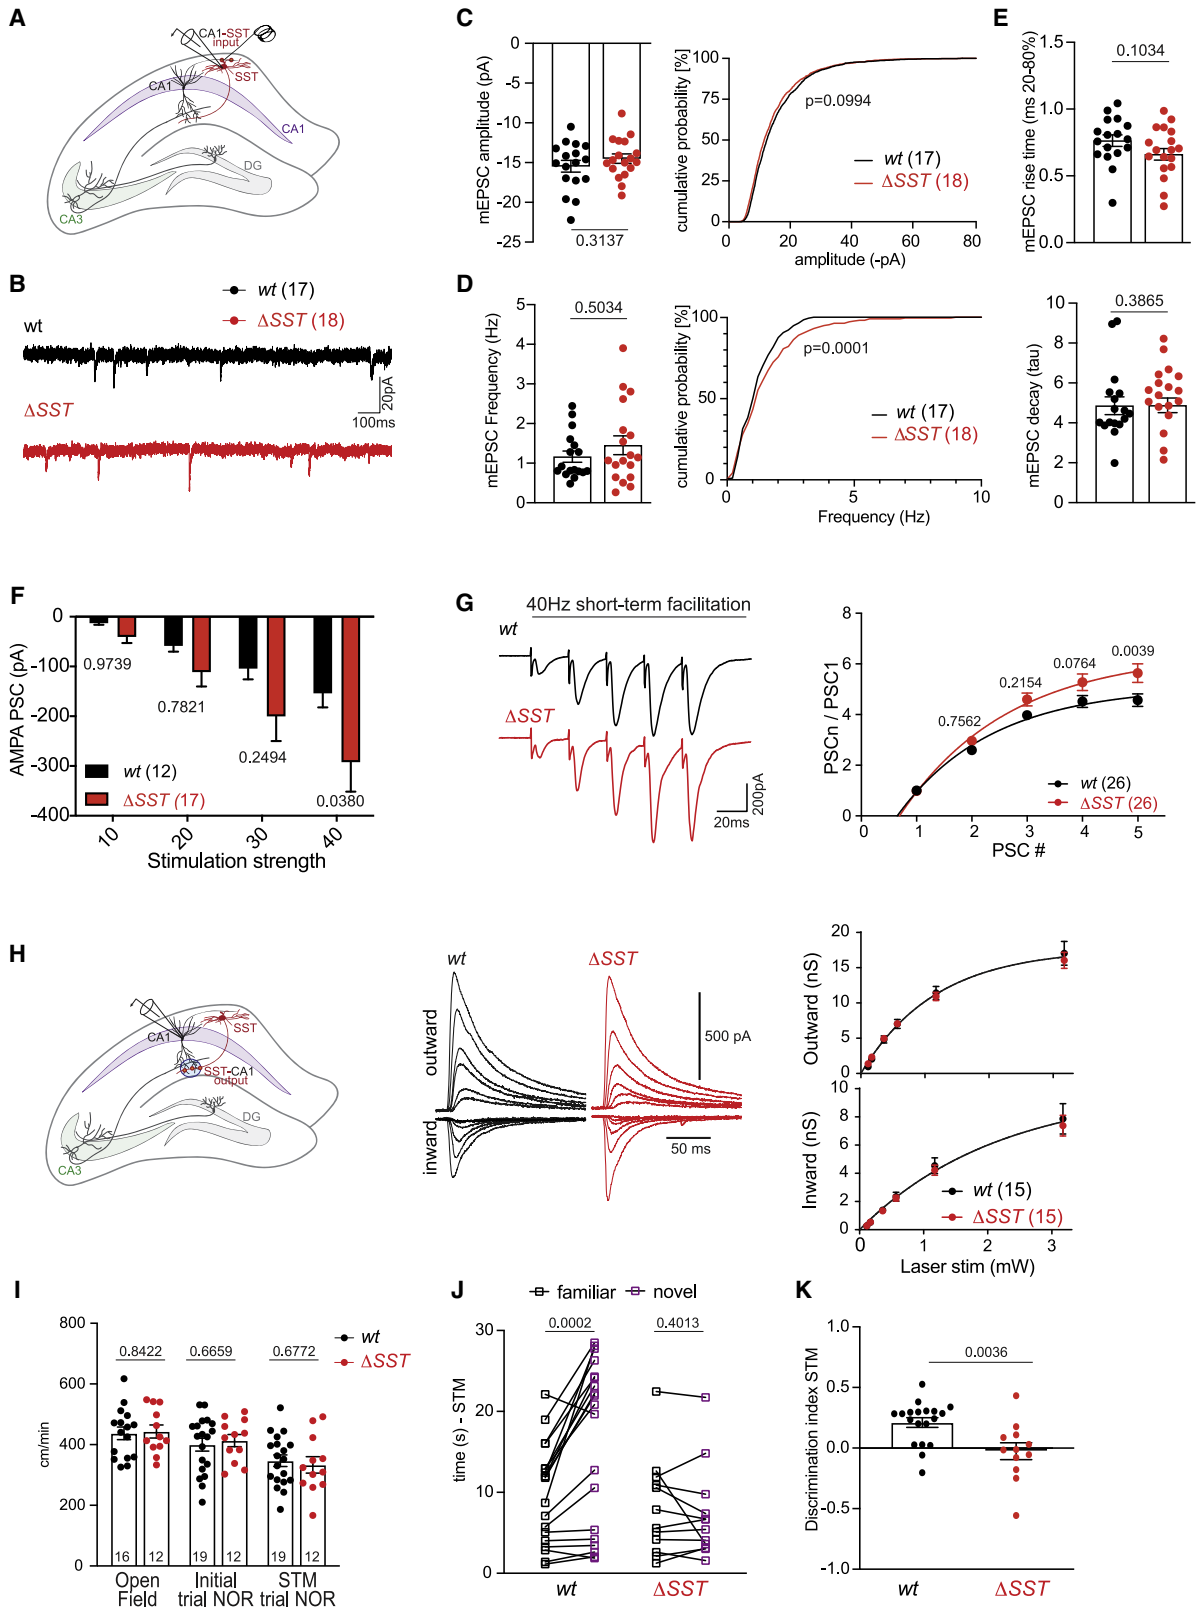 A
CA1-SST
input
SST
CA1
CA1
DG
CA3
B
wt (17)
ΔSST (18)
wt
ΔSST
20pA
100ms
C
mEPSC amplitude (pA)
0
-5
-10
-15
-20
-25
0.3137
cumulative probability [%]
100
75
50
25
0
p=0.0994
wt (17)
ΔSST (18)
0 20 40 60 80
amplitude (-pA)
D
mEPSC Frequency (Hz)
5
4
3
2
1
0
0.5034
cumulative probability [%]
100
50
0
p=0.0001
wt (17)
ΔSST (18)
0 5 10
Frequency (Hz)
E
mEPSC rise time (ms 20-80%)
1.5
1.0
0.5
0.0
0.1034
mEPSC decay (tau)
10
8
6
4
2
0
0.3865
F
AMPA PSC (pA)
0
-100
-200
-300
-400
0.9739
0.7821
0.2494
0.0380
wt (12)
ΔSST (17)
10 20 30 40
Stimulation strength
G
40Hz short-term facilitation
wt
ΔSST
200pA
20ms
PSCn / PSC1
8
6
4
2
0
0.7562
0.2154
0.0764
0.0039
wt (26)
ΔSST (26)
0 1 2 3 4 5
PSC #
H
CA1
SST
SST-CA1
output
DG
CA3
wt
ΔSST
outward
inward
500 pA
50 ms
Outward (nS)
20
15
10
5
0
Inward (nS)
10
8
6
4
2
0
wt (15)
ΔSST (15)
0 1 2 3
Laser stim (mW)
I
cm/min
800
600
400
200
0
0.8422 0.6659 0.6772
wt
ΔSST
16 12 19 12 19 12
Open
Field
Initial
trial NOR
STM
trial NOR
J
familiar novel
time (s) - STM
30
20
10
0
0.0002 0.4013
wt ΔSST
K
Discrimination index STM
1.0
0.5
0.0
-0.5
-1.0
0.0036
wt ΔSST